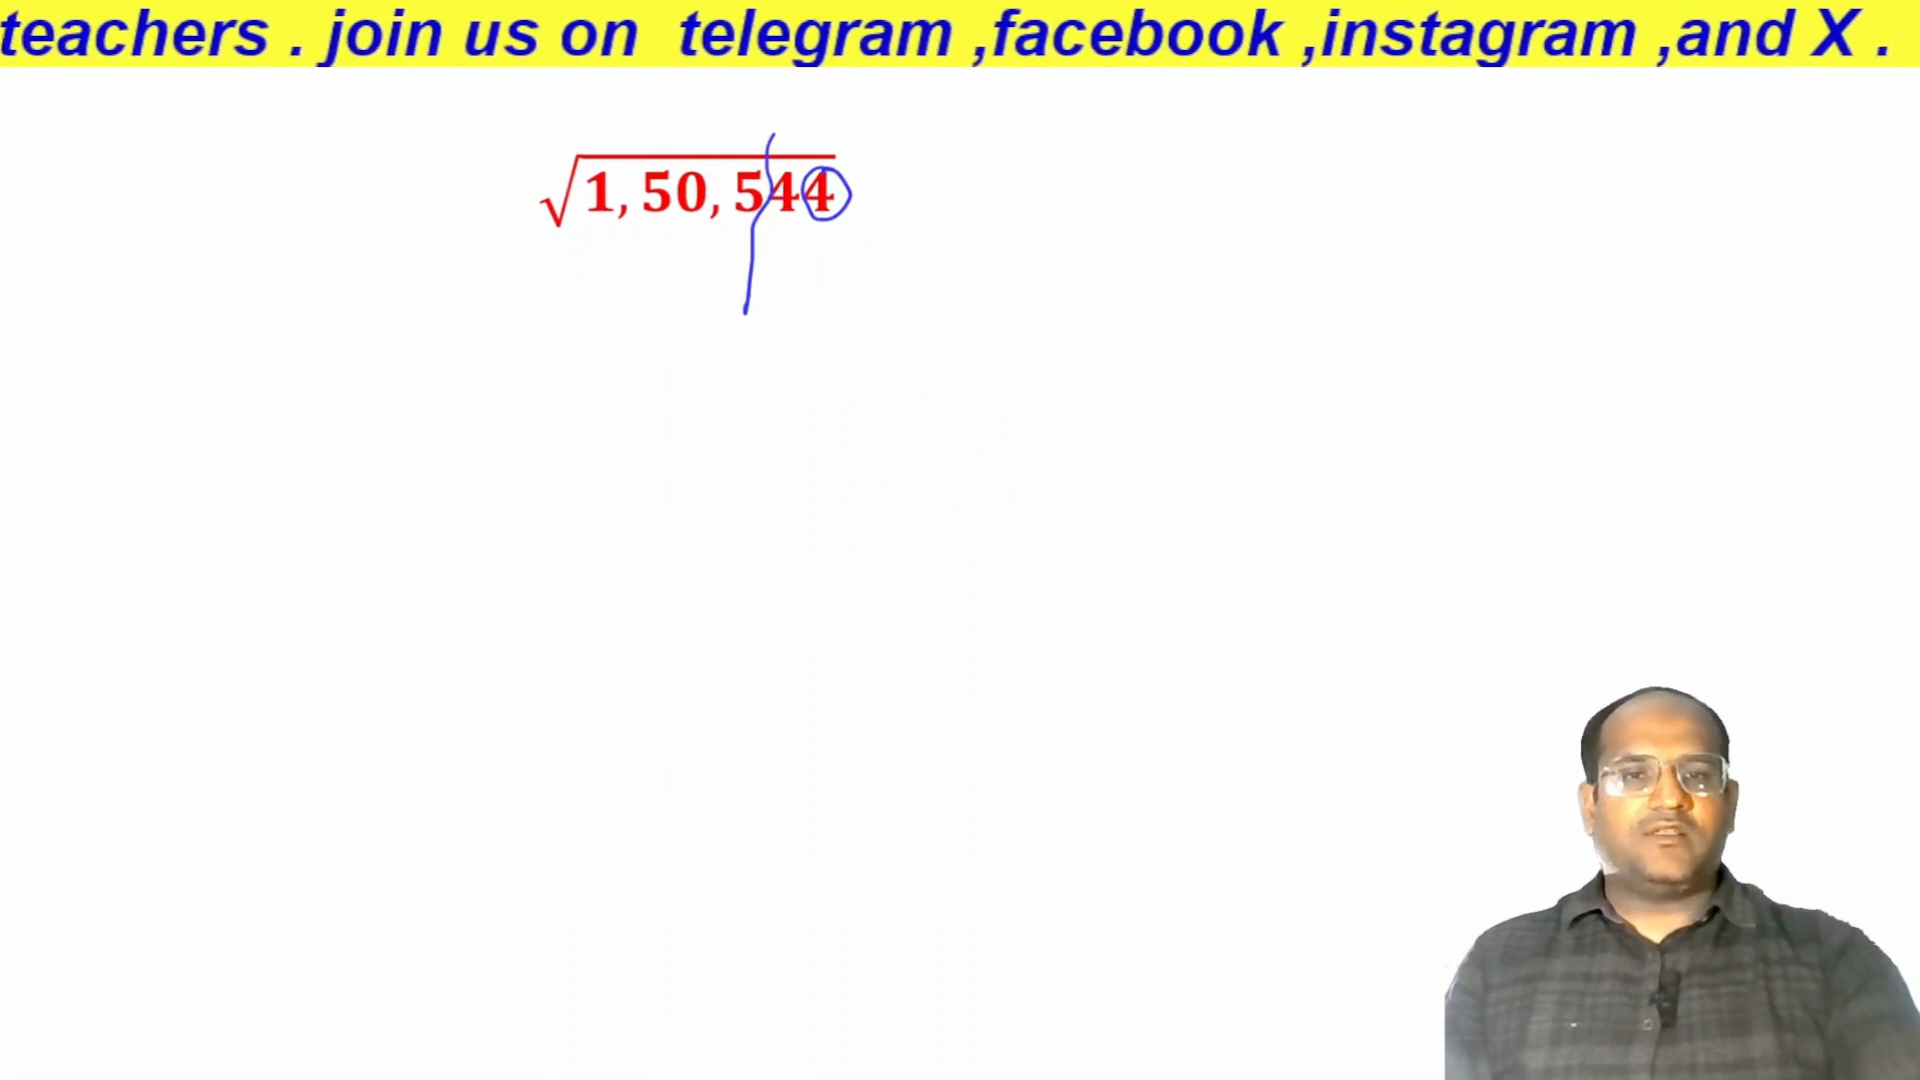 teachers . join us on telegram ,facebook ,instagram ,and X .
√1,50,544